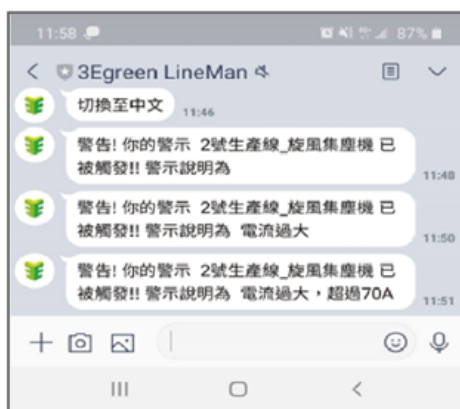 11:58
87%
3Egreen LineMan
切換至中文
11:46
警告! 你的警示 2號生產線_旋風集塵機 已
被觸發!! 警示說明為
11:48
警告! 你的警示 2號生產線_旋風集塵機 已
被觸發!! 警示說明為 電流過大
11:50
警告! 你的警示 2號生產線_旋風集塵機 已
被觸發!! 警示說明為 電流過大，超過70A
11:51